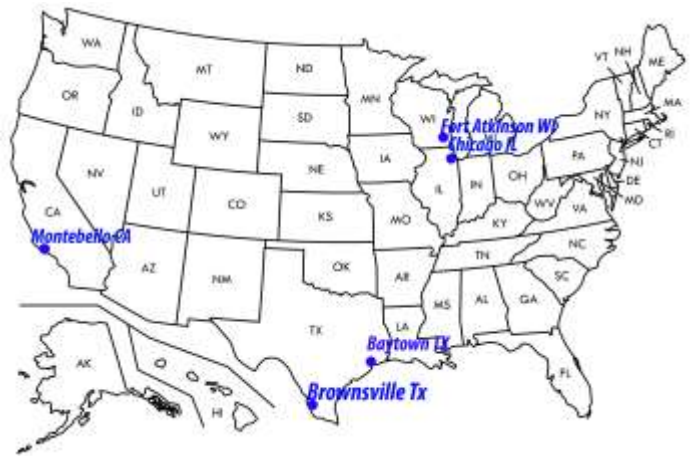 WA
MT
ND
MN
VT
NH
ME
OR
ID
SD
WI
NY
MA
WY
Fort Atkinson WI
RI
CT
Chicago IL
NV
NE
IA
PA
NJ
UT
IL
IN
OH
DE
CA
CO
KS
MO
WV
VA
MD
KY
Montebello CA
NC
AZ
NM
OK
AR
TN
SC
TX
MS
AL
GA
LA
Baytown TX
AK
FL
Brownsville Tx
HI